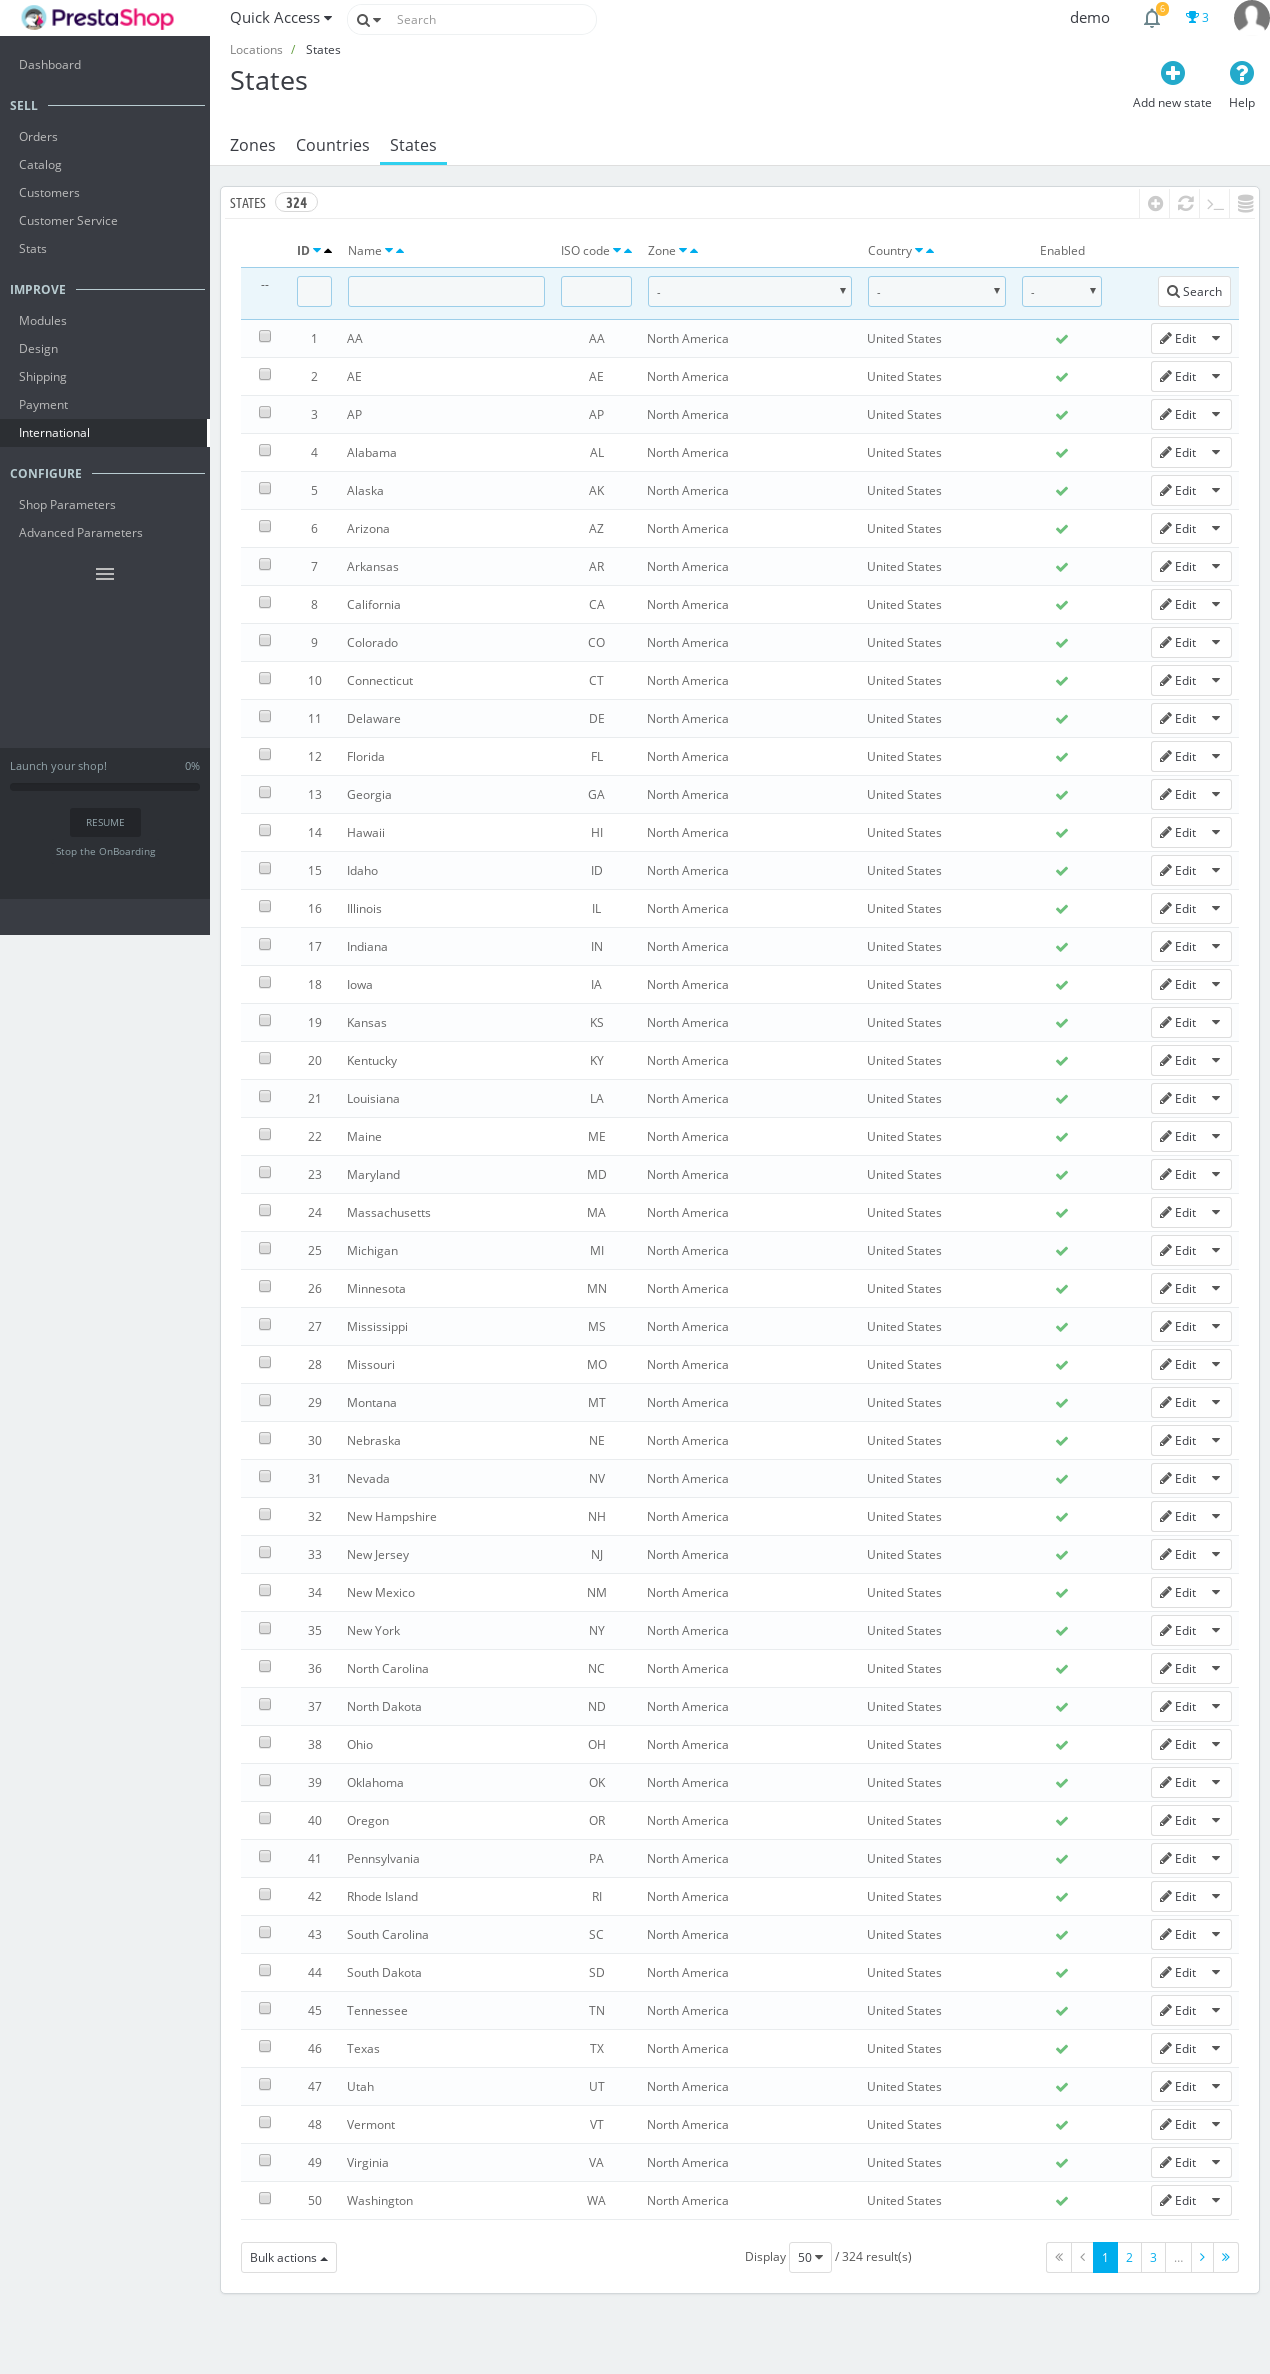 PrestaShop
Quick Access
Search
demo
6
3
Locations / States
States
Add new state
Help
Zones Countries States
Dashboard
SELL
Orders
Catalog
Customers
Customer Service
Stats
IMPROVE
Modules
Design
Shipping
Payment
International
CONFIGURE
Shop Parameters
Advanced Parameters
Launch your shop! 0%
RESUME
Stop the OnBoarding
STATES 324
ID Name ISO code Zone Country Enabled
-- - - - Search
1 AA AA North America United States Edit
2 AE AE North America United States Edit
3 AP AP North America United States Edit
4 Alabama AL North America United States Edit
5 Alaska AK North America United States Edit
6 Arizona AZ North America United States Edit
7 Arkansas AR North America United States Edit
8 California CA North America United States Edit
9 Colorado CO North America United States Edit
10 Connecticut CT North America United States Edit
11 Delaware DE North America United States Edit
12 Florida FL North America United States Edit
13 Georgia GA North America United States Edit
14 Hawaii HI North America United States Edit
15 Idaho ID North America United States Edit
16 Illinois IL North America United States Edit
17 Indiana IN North America United States Edit
18 Iowa IA North America United States Edit
19 Kansas KS North America United States Edit
20 Kentucky KY North America United States Edit
21 Louisiana LA North America United States Edit
22 Maine ME North America United States Edit
23 Maryland MD North America United States Edit
24 Massachusetts MA North America United States Edit
25 Michigan MI North America United States Edit
26 Minnesota MN North America United States Edit
27 Mississippi MS North America United States Edit
28 Missouri MO North America United States Edit
29 Montana MT North America United States Edit
30 Nebraska NE North America United States Edit
31 Nevada NV North America United States Edit
32 New Hampshire NH North America United States Edit
33 New Jersey NJ North America United States Edit
34 New Mexico NM North America United States Edit
35 New York NY North America United States Edit
36 North Carolina NC North America United States Edit
37 North Dakota ND North America United States Edit
38 Ohio OH North America United States Edit
39 Oklahoma OK North America United States Edit
40 Oregon OR North America United States Edit
41 Pennsylvania PA North America United States Edit
42 Rhode Island RI North America United States Edit
43 South Carolina SC North America United States Edit
44 South Dakota SD North America United States Edit
45 Tennessee TN North America United States Edit
46 Texas TX North America United States Edit
47 Utah UT North America United States Edit
48 Vermont VT North America United States Edit
49 Virginia VA North America United States Edit
50 Washington WA North America United States Edit
Bulk actions Display 50 / 324 result(s) « ‹ 1 2 3 ... › »